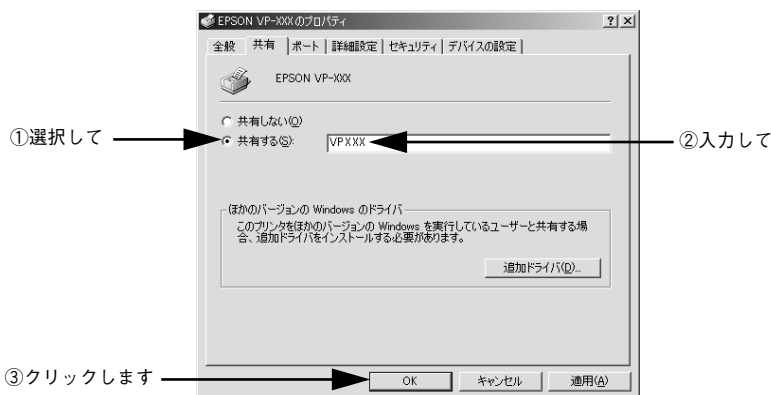 EPSON VP-XXXのプロパティ ? ×
全般 共有 ポート 詳細設定 セキュリティ デバイスの設定
EPSON VP-XXX
共有しない(O)
①選択して 共有する(S): VPXXX ②入力して
ほかのバージョンの Windows のドライバ
このプリンタをほかのバージョンの Windows を実行しているユーザーと共有する場
合、追加ドライバをインストールする必要があります。
追加ドライバ(D)...
③クリックします OK キャンセル 適用(A)